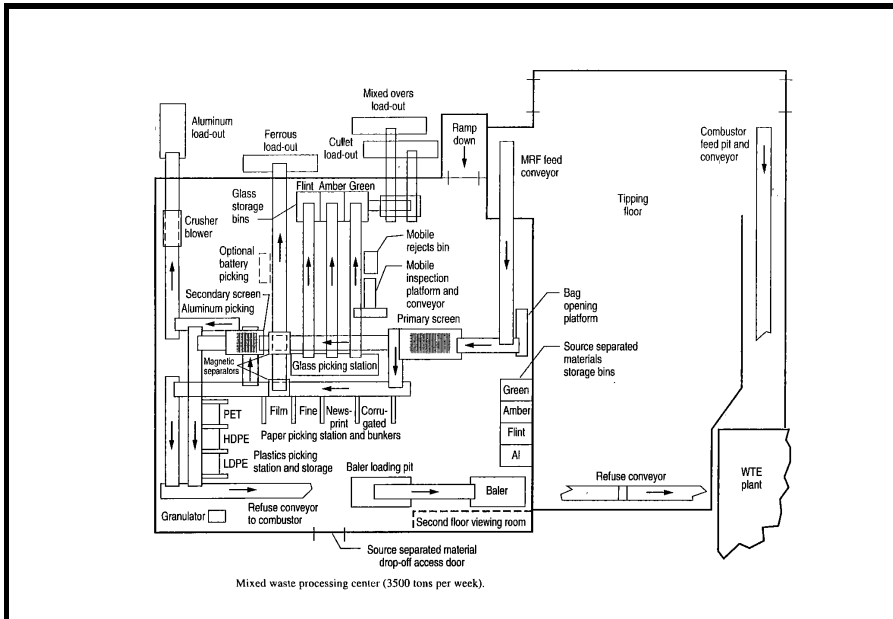 Mixed overs
load-out
Aluminum
load-out
Ferrous
load-out
Cullet
load-out
Ramp
down
MRF feed
conveyor
Combustor
feed pit and
conveyor
Flint Amber Green
Glass
storage
bins
Tipping
floor
Crusher
blower
Optional
battery
picking
Mobile
rejects bin
Mobile
inspection
platform and
conveyor
Secondary screen
Aluminum picking
Primary screen
Bag
opening
platform
Magnetic
separators
Glass picking station
Source separated
materials
storage bins
Green
Amber
Flint
Al
PET
HDPE
LDPE
Film
Fine
News-
print
Corru-
gated
Paper picking station and bunkers
Plastics picking
station and storage
Baler loading pit
Baler
Refuse conveyor
WTE
plant
Granulator
Refuse conveyor
to combustor
Second floor viewing room
Source separated material
drop-off access door
Mixed waste processing center (3500 tons per week).